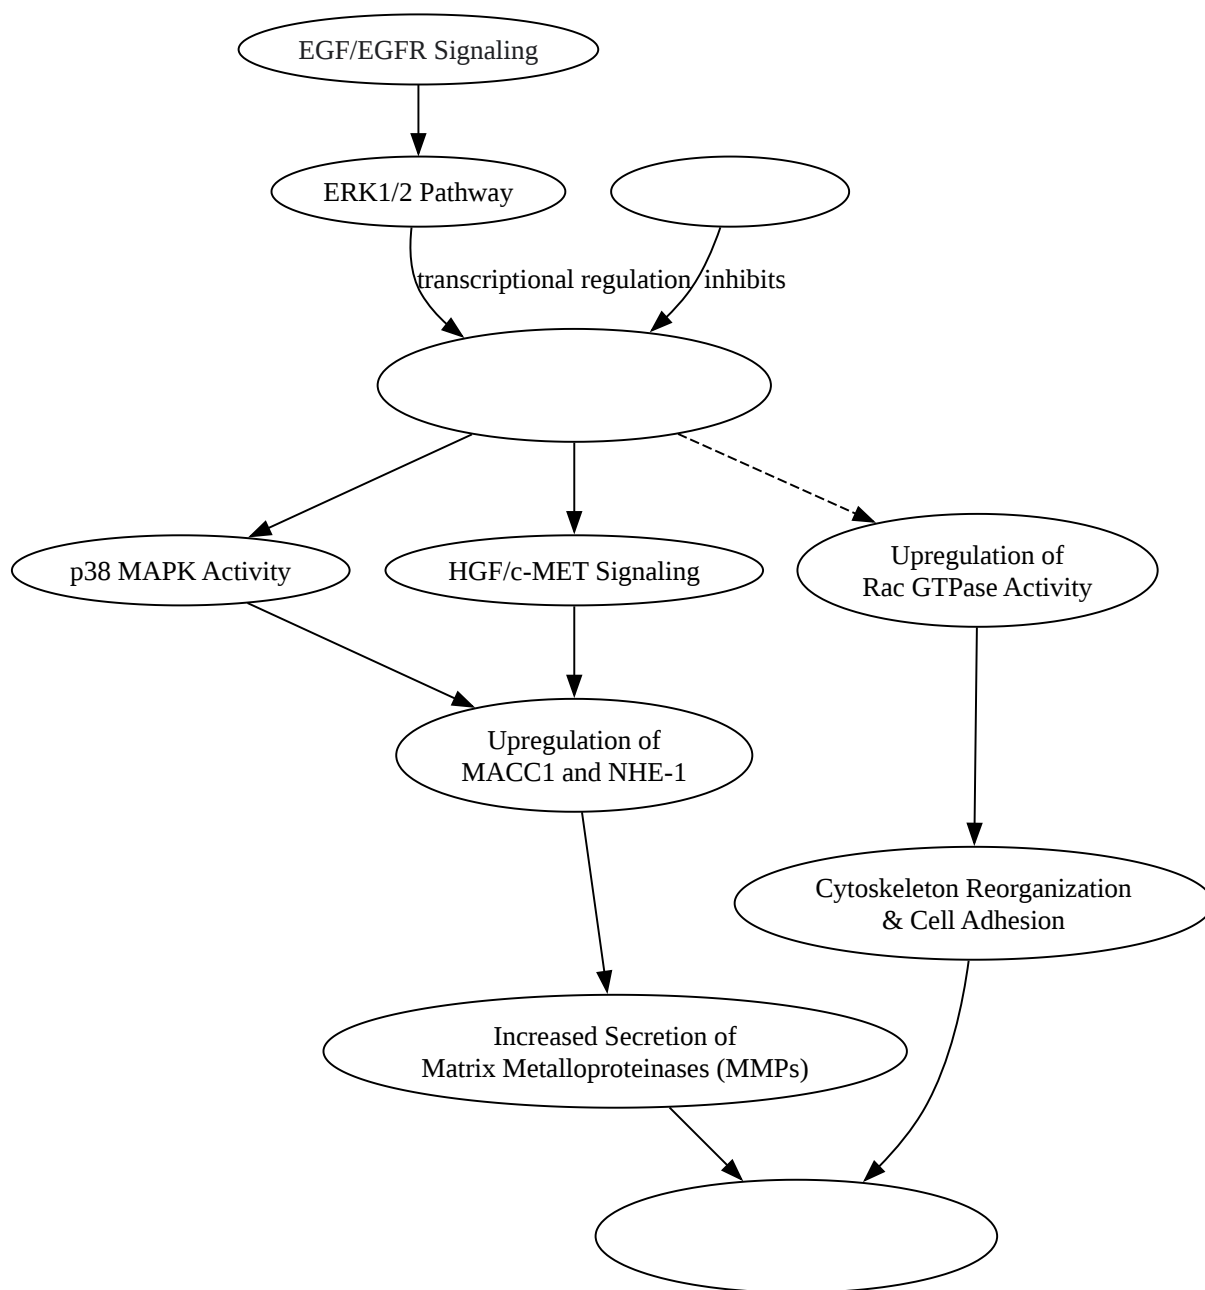 EGF/EGFR Signaling
ERK1/2 Pathway
transcriptional regulation
inhibits
p38 MAPK Activity
HGF/c-MET Signaling
Upregulation of
Rac GTPase Activity
Upregulation of
MACC1 and NHE-1
Cytoskeleton Reorganization
& Cell Adhesion
Increased Secretion of
Matrix Metalloproteinases (MMPs)